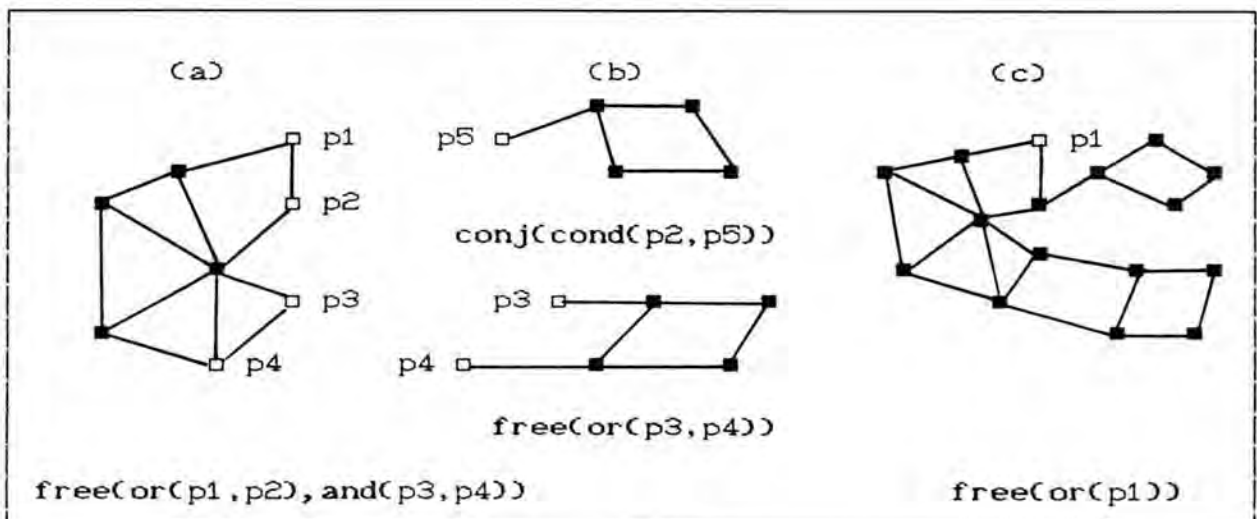 (a)
(b)
(c)
p1
p5
p1
p2
conj(cond(p2,p5))
p3
p3
p4
p4
free(or(p3,p4))
free(or(p1,p2),and(p3,p4))
free(or(p1))